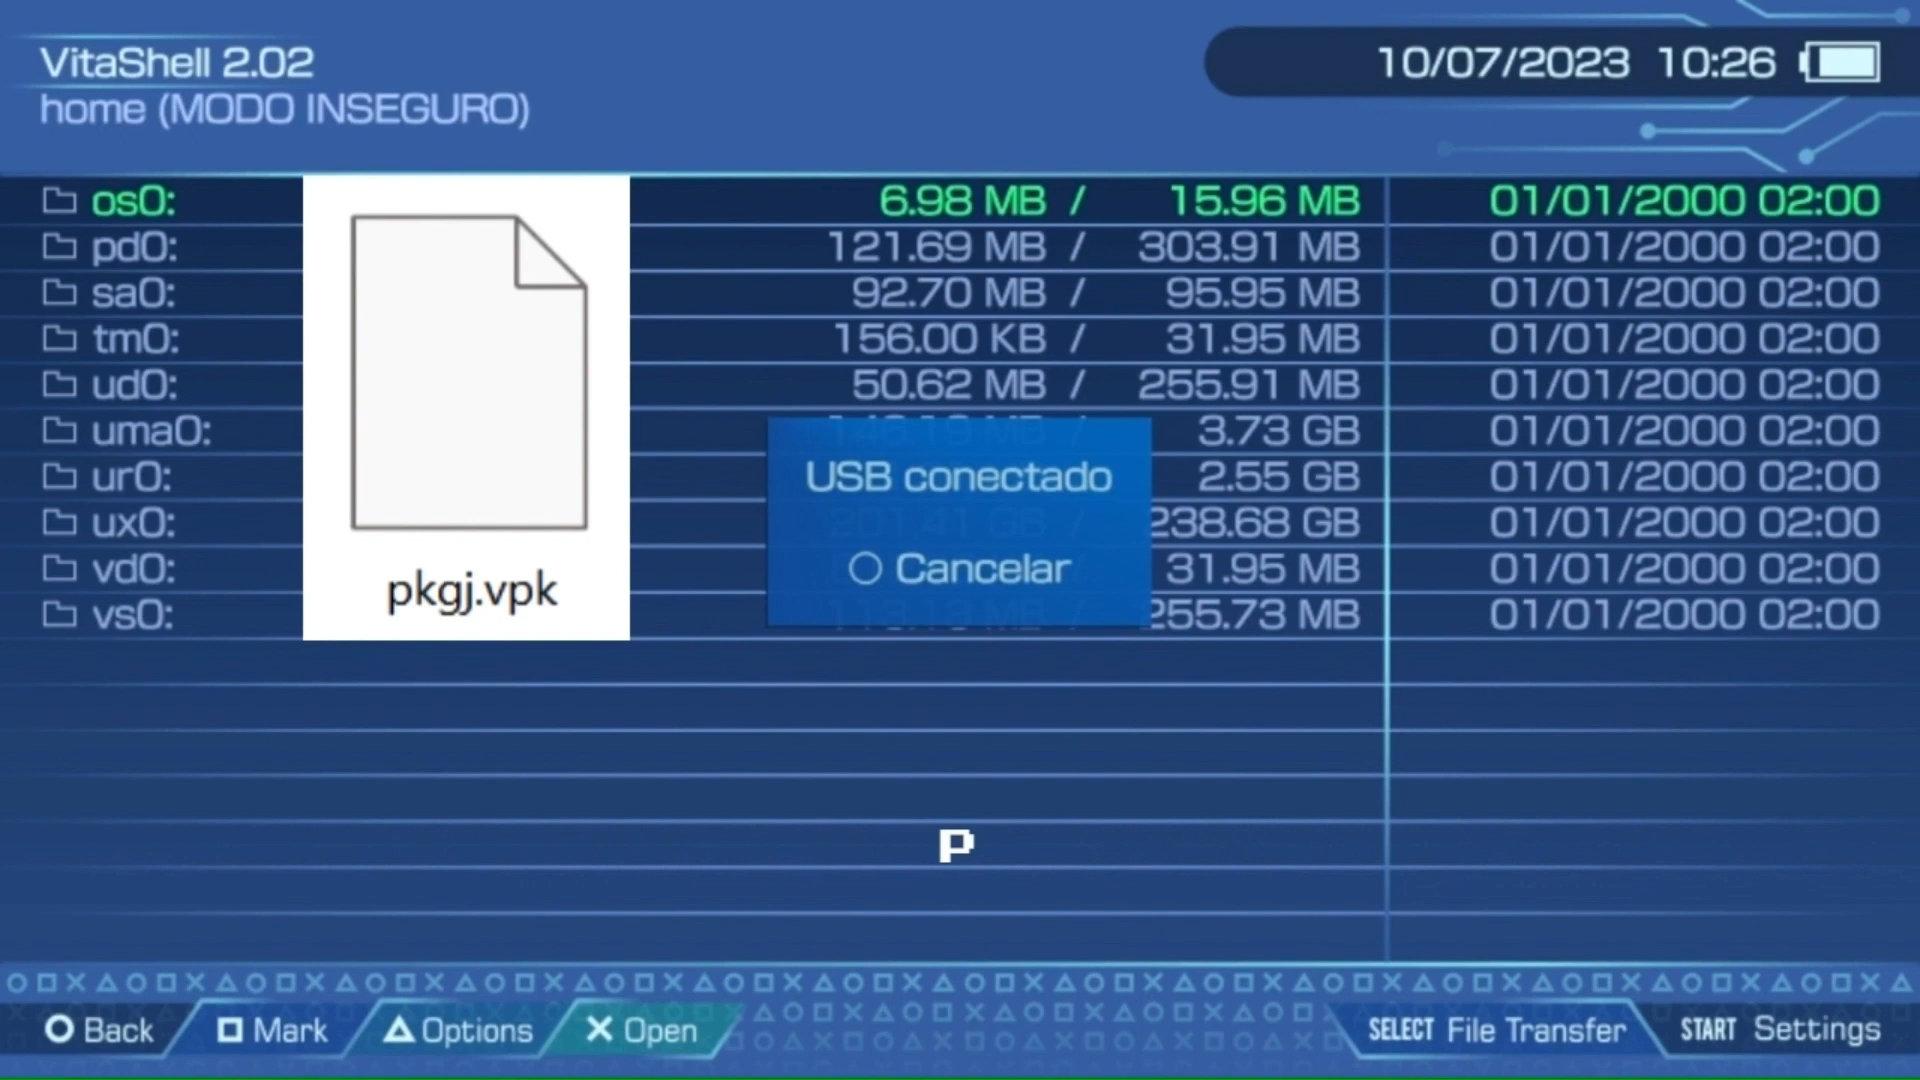 VitaShell 2.02
10/07/2023 10:26
home (MODO INSEGURO)
os0: 6.98 MB / 15.96 MB 01/01/2000 02:00
pd0: 121.69 MB / 303.91 MB 01/01/2000 02:00
sa0: 92.70 MB / 95.95 MB 01/01/2000 02:00
tm0: 156.00 KB / 31.95 MB 01/01/2000 02:00
ud0: 50.62 MB / 255.91 MB 01/01/2000 02:00
uma0: 3.73 GB 01/01/2000 02:00
ur0: 2.55 GB 01/01/2000 02:00
ux0: 201.41 GB / 238.68 GB 01/01/2000 02:00
vd0: 31.95 MB 01/01/2000 02:00
vs0: 255.73 MB 01/01/2000 02:00
pkgj.vpk
USB conectado
Cancelar
P
Back
Mark
Options
Open
SELECT File Transfer
START Settings